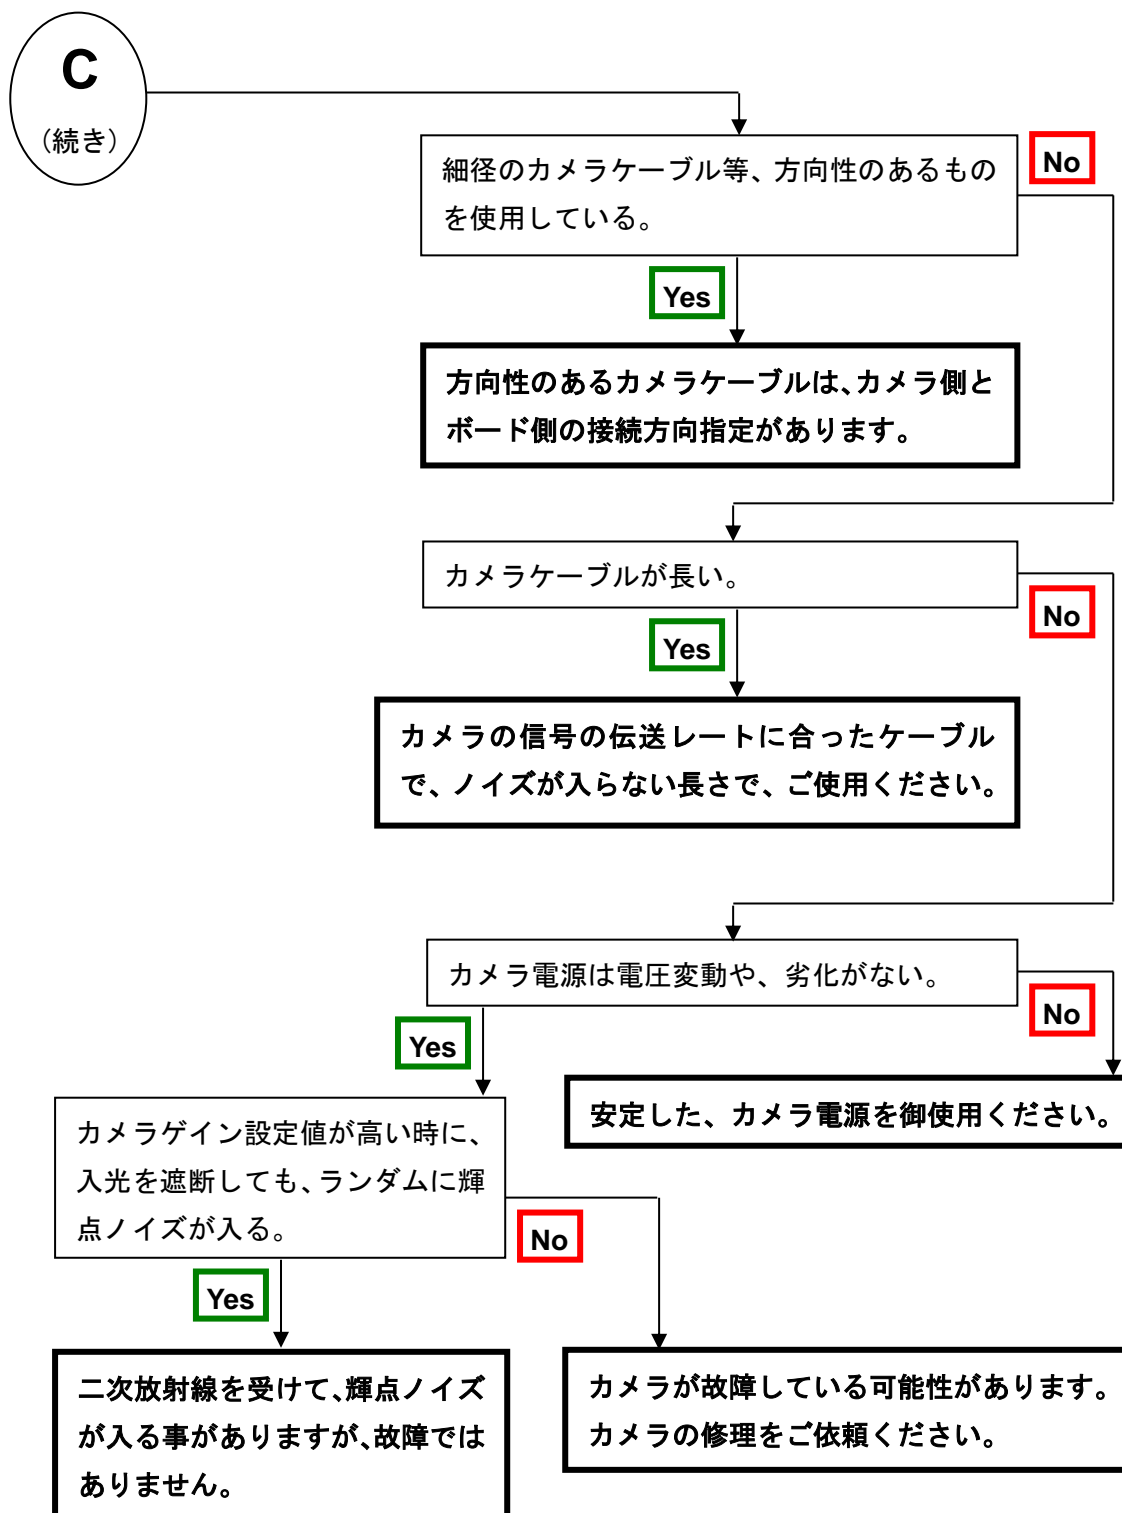 C
(続き)
細径のカメラケーブル等、方向性のあるもの
を使用している。
No
Yes
方向性のあるカメラケーブルは、カメラ側と
ボード側の接続方向指定があります。
カメラケーブルが長い。
No
Yes
カメラの信号の伝送レートに合ったケーブル
で、ノイズが入らない長さで、ご使用ください。
カメラ電源は電圧変動や、劣化がない。
No
Yes
安定した、カメラ電源を御使用ください。
カメラゲイン設定値が高い時に、
入光を遮断しても、ランダムに輝
点ノイズが入る。
No
Yes
二次放射線を受けて、輝点ノイズ
が入る事がありますが、故障では
ありません。
カメラが故障している可能性があります。
カメラの修理をご依頼ください。